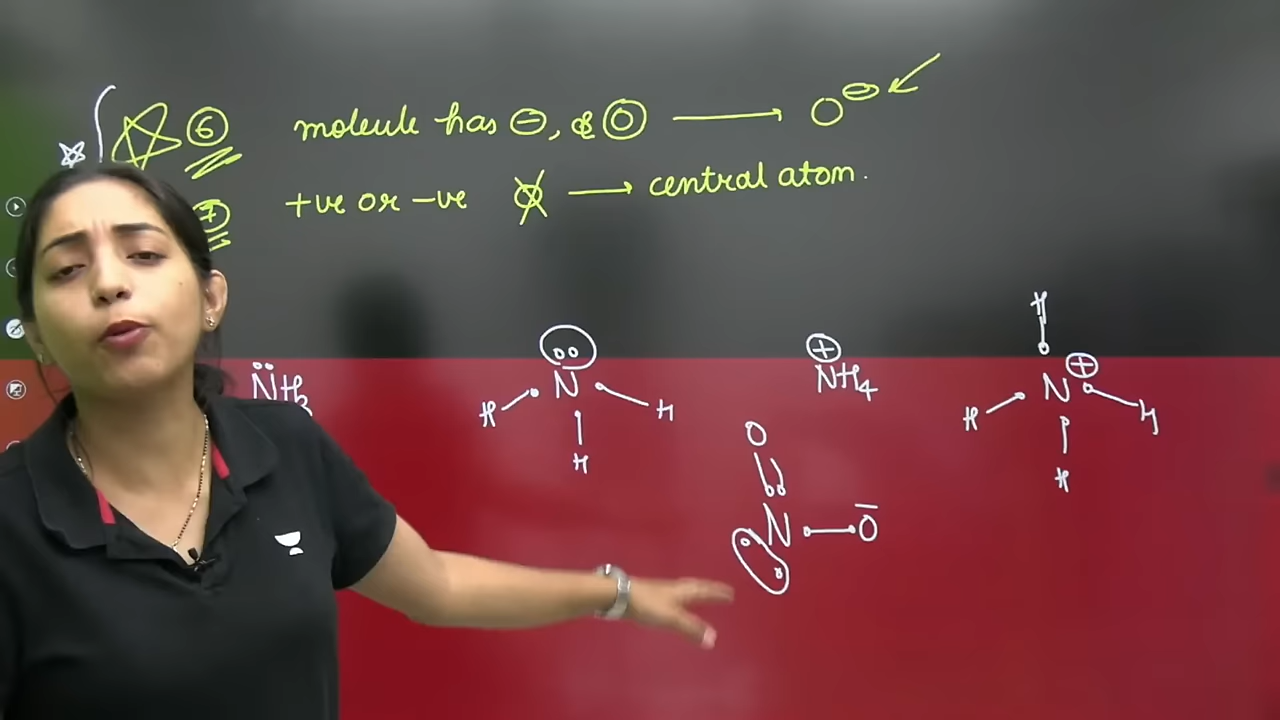 6 molecule has ⊖, & O → O⊖
7 +ve or -ve O → central atom.
N̈H3
N
H H
H
⊕
NH4
H
N ⊕
H H
H
O
N O⁻